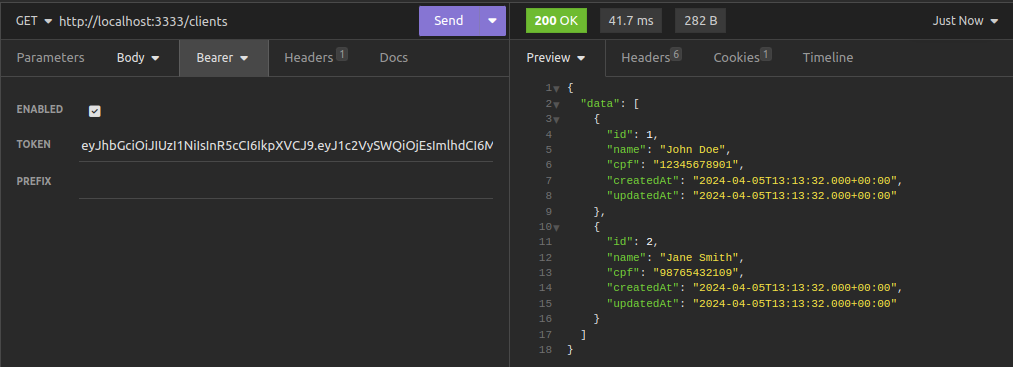 GET http://localhost:3333/clients Send
Parameters Body Bearer Headers 1 Docs
ENABLED
TOKEN eyJhbGciOiJIUzI1NiIsInR5cCI6IkpXVCJ9.eyJ1c2VySWQiOjEsImlhdCI6M
PREFIX
200 OK 41.7 ms 282 B Just Now
Preview Headers 6 Cookies 1 Timeline
1 {
2 "data": [
3 {
4 "id": 1,
5 "name": "John Doe",
6 "cpf": "12345678901",
7 "createdAt": "2024-04-05T13:13:32.000+00:00",
8 "updatedAt": "2024-04-05T13:13:32.000+00:00"
9 },
10 {
11 "id": 2,
12 "name": "Jane Smith",
13 "cpf": "98765432109",
14 "createdAt": "2024-04-05T13:13:32.000+00:00",
15 "updatedAt": "2024-04-05T13:13:32.000+00:00"
16 }
17 ]
18 }